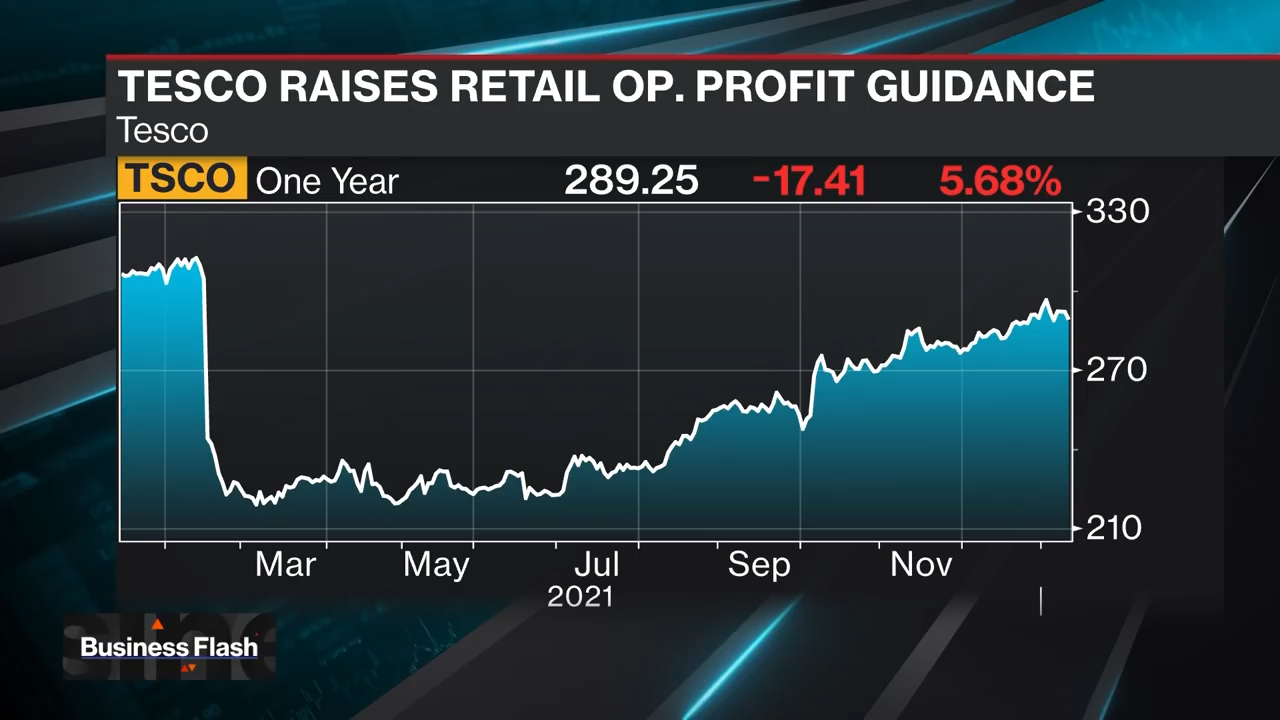 TESCO RAISES RETAIL OP. PROFIT GUIDANCE
Tesco
TSCO One Year 289.25 -17.41 5.68%
330
270
210
Mar May Jul Sep Nov
2021
Business Flash